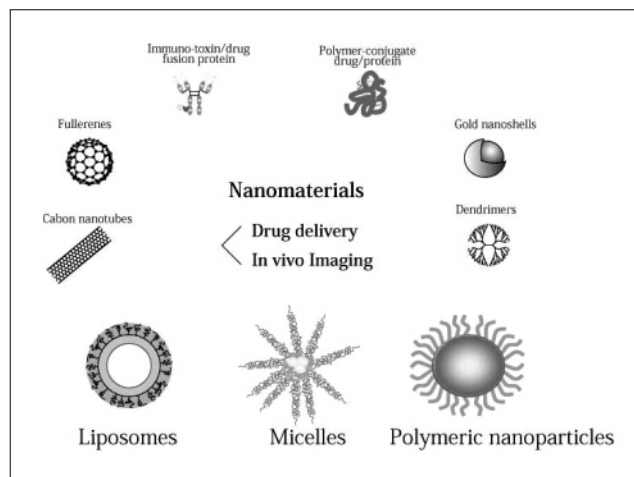 Immuno-toxin/drug
fusion protein
Polymer-conjugate
drug/protein
Fullerenes
Gold nanoshells
Nanomaterials
Cabon nanotubes
Dendrimers
Drug delivery
In vivo Imaging
Liposomes
Micelles
Polymeric nanoparticles